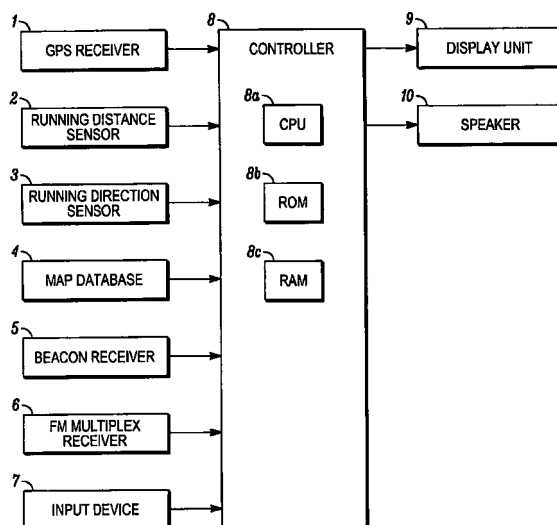 1
GPS RECEIVER
2
RUNNING DISTANCE
SENSOR
3
RUNNING DIRECTION
SENSOR
4
MAP DATABASE
5
BEACON RECEIVER
6
FM MULTIPLEX
RECEIVER
7
INPUT DEVICE
8
CONTROLLER
8a
CPU
8b
ROM
8c
RAM
9
DISPLAY UNIT
10
SPEAKER